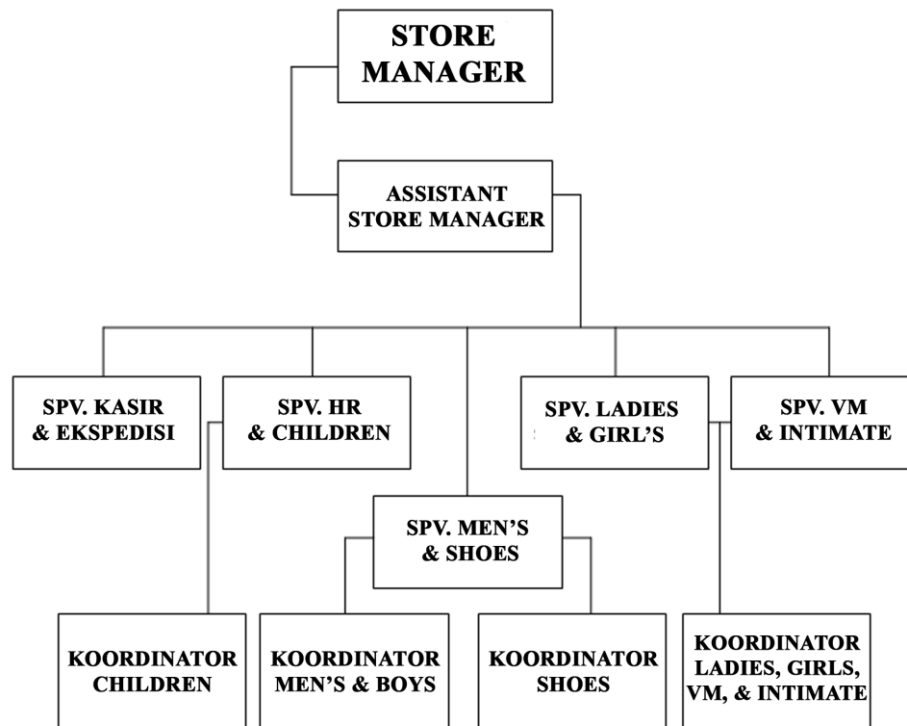 STORE
MANAGER
ASSISTANT
STORE MANAGER
SPV. KASIR
& EKSPEDISI
SPV. HR
& CHILDREN
SPV. LADIES
& GIRL'S
SPV. VM
& INTIMATE
SPV. MEN'S
& SHOES
KOORDINATOR
CHILDREN
KOORDINATOR
MEN'S & BOYS
KOORDINATOR
SHOES
KOORDINATOR
LADIES, GIRLS,
VM, & INTIMATE